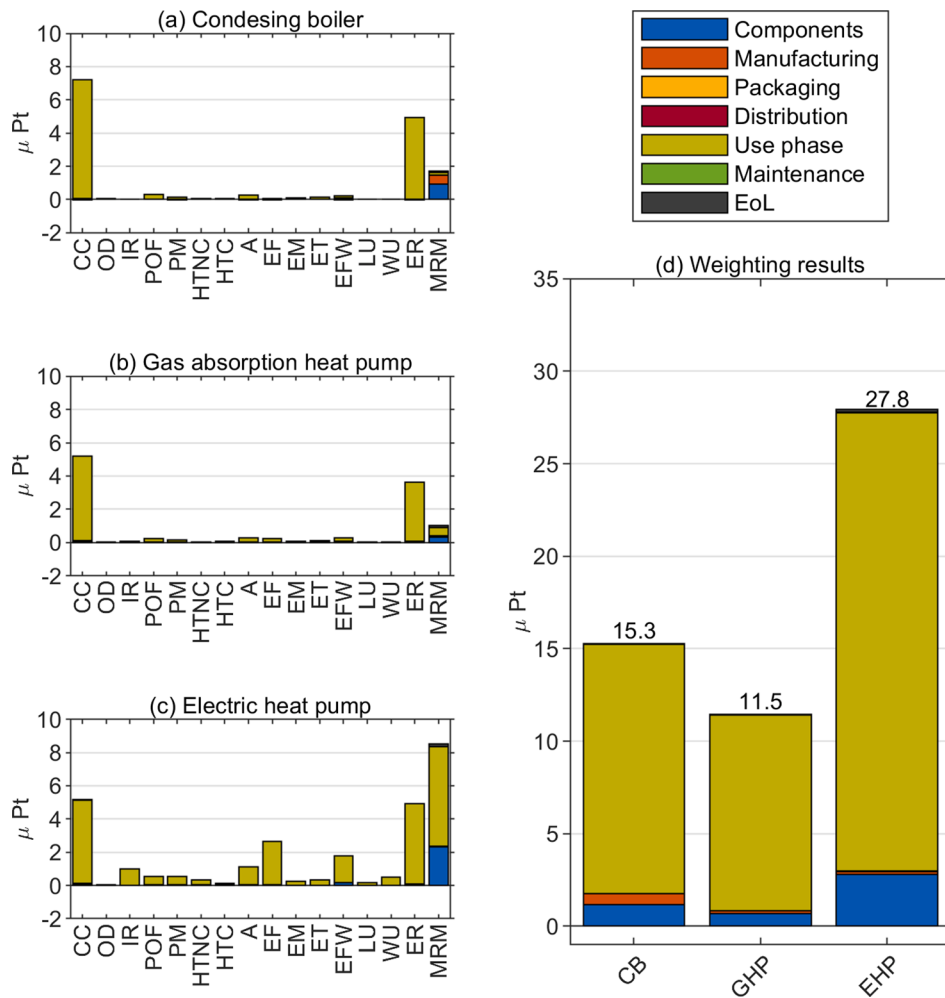 (a) Condesing boiler
10
8
6
4
2
0
-2
μ Pt
CC
OD
IR
POF
PM
HTNC
HTC
A
EF
EM
ET
EFW
LU
WU
ER
MRM
Components
Manufacturing
Packaging
Distribution
Use phase
Maintenance
EoL
(b) Gas absorption heat pump
10
8
6
4
2
0
-2
μ Pt
CC
OD
IR
POF
PM
HTNC
HTC
A
EF
EM
ET
EFW
LU
WU
ER
MRM
(c) Electric heat pump
10
8
6
4
2
0
-2
μ Pt
CC
OD
IR
POF
PM
HTNC
HTC
A
EF
EM
ET
EFW
LU
WU
ER
MRM
(d) Weighting results
35
30
25
20
15
10
5
0
μ Pt
15.3
11.5
27.8
CB
GHP
EHP